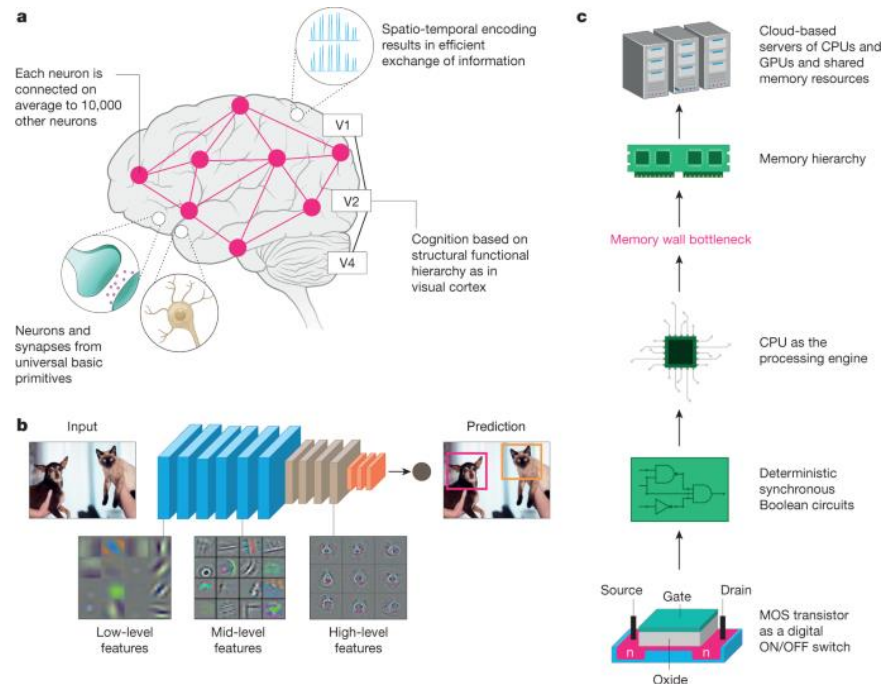 a
Spatio-temporal encoding
results in efficient
exchange of information
Each neuron is
connected on
average to 10,000
other neurons
V1
V2
V4
Cognition based on
structural functional
hierarchy as in
visual cortex
Neurons and
synapses from
universal basic
primitives
b
Input
Prediction
Low-level
features
Mid-level
features
High-level
features
c
Cloud-based
servers of CPUs and
GPUs and shared
memory resources
Memory hierarchy
Memory wall bottleneck
CPU as the
processing engine
Deterministic
synchronous
Boolean circuits
Source
Gate
Drain
n
n
Oxide
MOS transistor
as a digital
ON/OFF switch